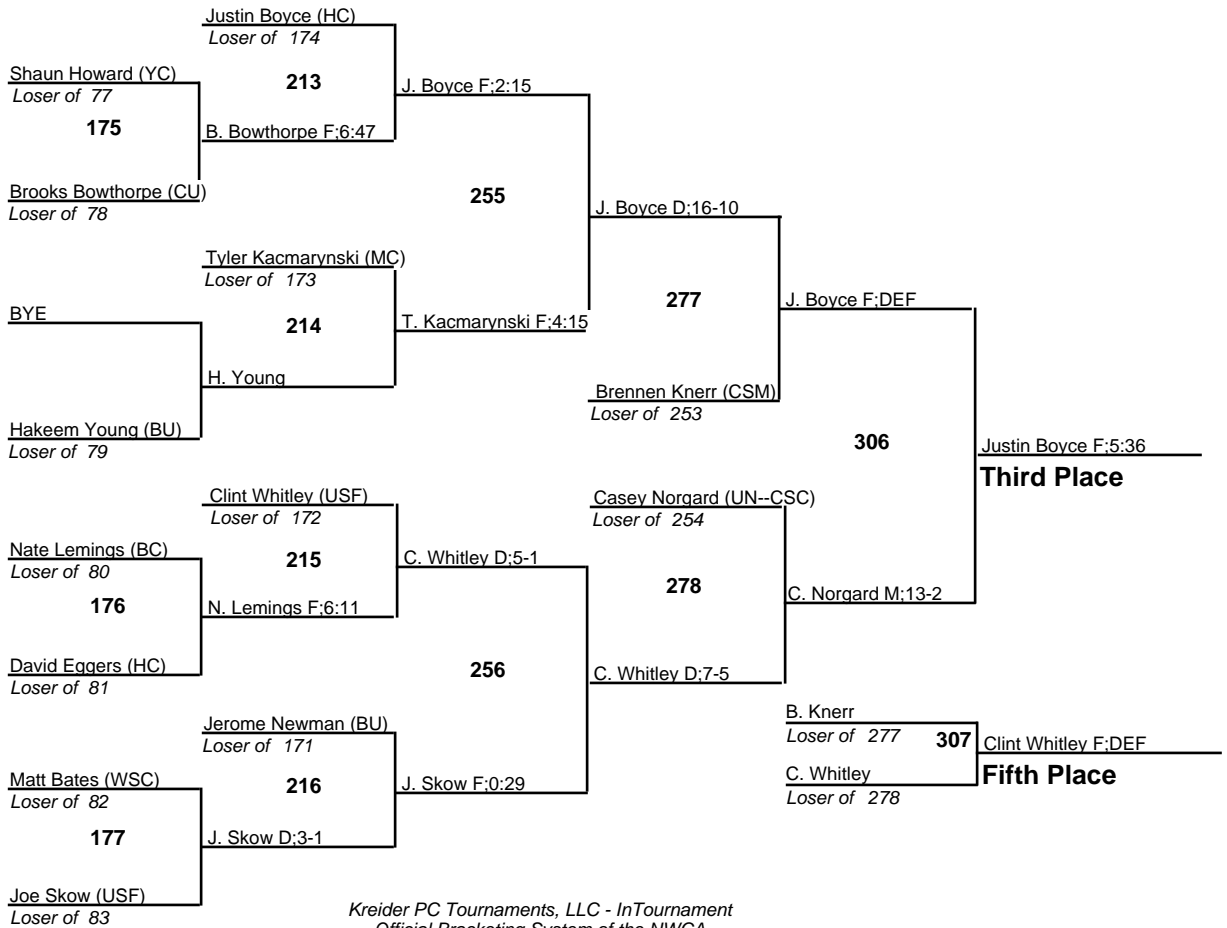 Justin Boyce (HC)
Loser of 174
Shaun Howard (YC)
Loser of 77
213
J. Boyce F;2:15
175
B. Bowthorpe F;6:47
Brooks Bowthorpe (CU)
Loser of 78
255
J. Boyce D;16-10
Tyler Kacmarynski (MC)
Loser of 173
BYE
214
T. Kacmarynski F;4:15
277
J. Boyce F;DEF
H. Young
Brennen Knerr (CSM)
Loser of 253
Hakeem Young (BU)
Loser of 79
306
Justin Boyce F;5:36
Third Place
Clint Whitley (USF)
Loser of 172
Casey Norgard (UN--CSC)
Loser of 254
Nate Lemings (BC)
Loser of 80
215
C. Whitley D;5-1
278
C. Norgard M;13-2
176
N. Lemings F;6:11
David Eggers (HC)
Loser of 81
256
C. Whitley D;7-5
Jerome Newman (BU)
Loser of 171
B. Knerr
Loser of 277
307
Clint Whitley F;DEF
Fifth Place
C. Whitley
Loser of 278
Matt Bates (WSC)
Loser of 82
216
J. Skow F;0:29
177
J. Skow D;3-1
Joe Skow (USF)
Loser of 83
Kreider PC Tournaments, LLC - InTournament
Official Bracketing System of the NWCA